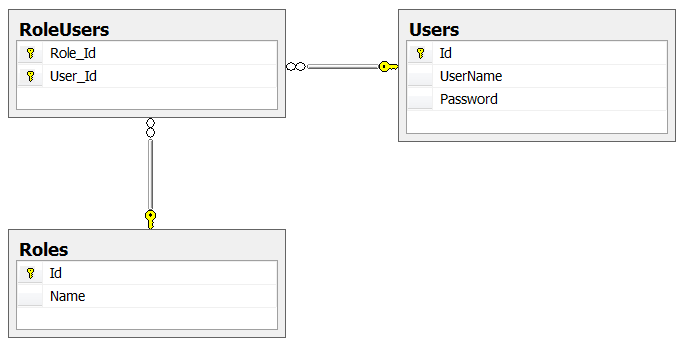 RoleUsers
Role_Id
User_Id
Users
Id
UserName
Password
Roles
Id
Name